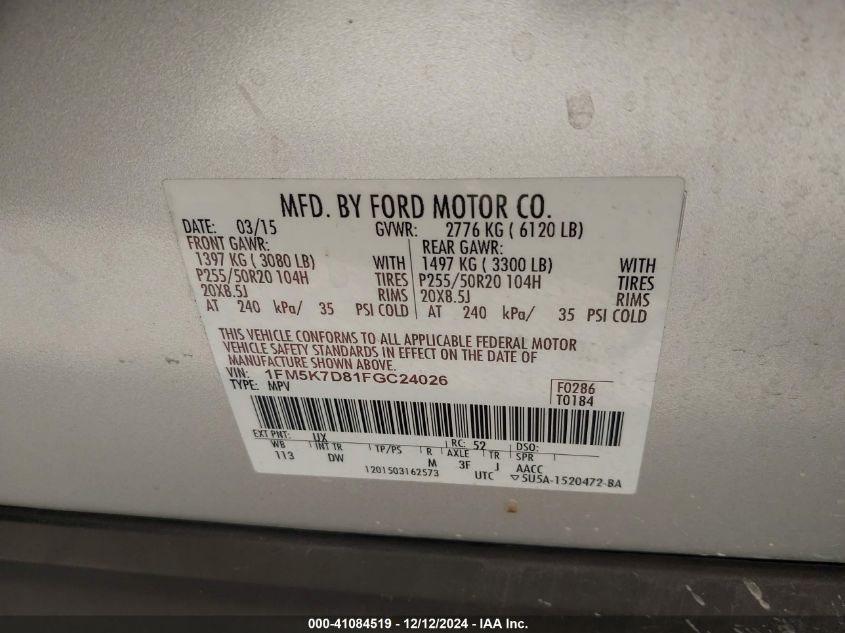 MFD. BY FORD MOTOR CO.
DATE: 03/15 GVWR: 2776 KG ( 6120 LB)
FRONT GAWR: REAR GAWR:
1397 KG ( 3080 LB) WITH 1497 KG ( 3300 LB) WITH
P255/50R20 104H TIRES P255/50R20 104H TIRES
20X8.5J RIMS 20X8.5J RIMS
AT 240 kPa/ 35 PSI COLD AT 240 kPa/ 35 PSI COLD
THIS VEHICLE CONFORMS TO ALL APPLICABLE FEDERAL MOTOR
VEHICLE SAFETY STANDARDS IN EFFECT ON THE DATE OF
MANUFACTURE SHOWN ABOVE.
VIN: 1FM5K7D81FGC24026 F0286
TYPE: MPV T0184
EXT PNT: UX RC: 52 DSO:
WB INT TR TP/PS R AXLE TR SPR
113 DW M 3F J AACC
1201503162573 UTC ▽5U5A-1520472-BA
000-41084519 - 12/12/2024 - IAA Inc.